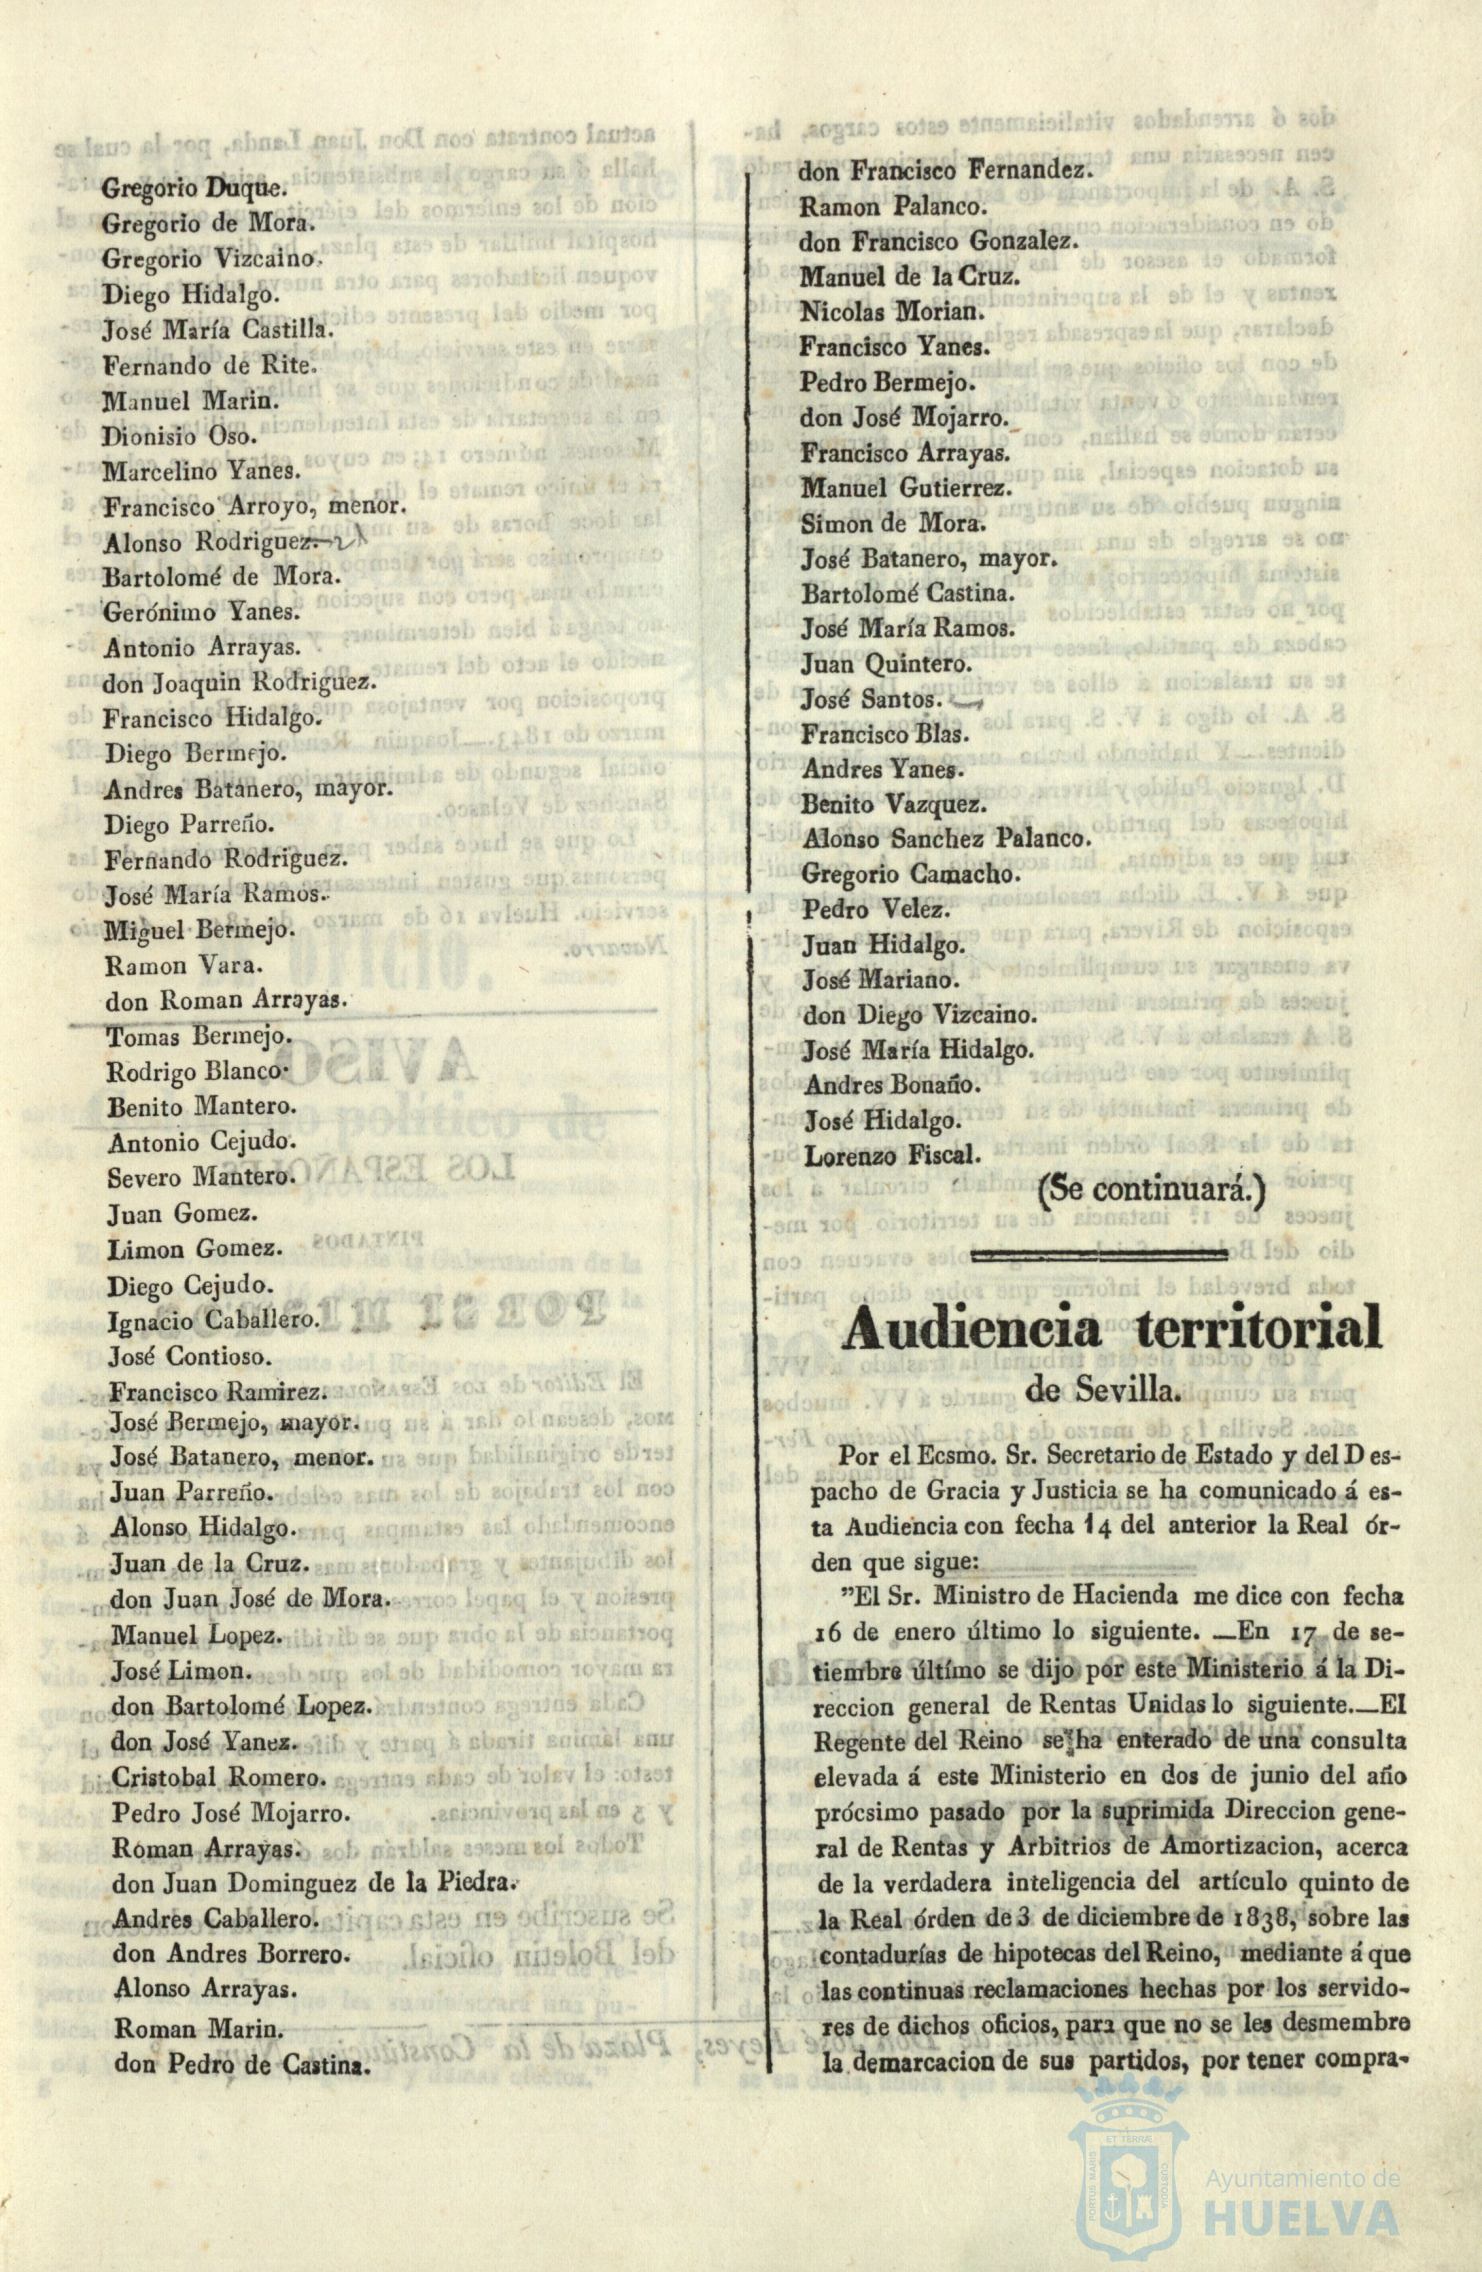 Gregorio Duque.
Gregorio de Mora.
Gregorio Vizcaino.
Diego Hidalgo.
José María Castilla.
Fernando de Rite.
Manuel Marin.
Dionisio Oso.
Marcelino Yanes.
Francisco Arroyo, menor.
Alonso Rodriguez.
Bartolomé de Mora.
Gerónimo Yanes.
Antonio Arrayas.
don Joaquin Rodriguez.
Francisco Hidalgo.
Diego Bermejo.
Andres Batanero, mayor.
Diego Parreño.
Fernando Rodriguez.
José María Ramos.
Miguel Bermejo.
Ramon Vara.
don Roman Arrayas.
Tomas Bermejo.
Rodrigo Blanco.
Benito Mantero.
Antonio Cejudo.
Severo Mantero.
Juan Gomez.
Limon Gomez.
Diego Cejudo.
Ignacio Caballero.
José Contioso.
Francisco Ramirez.
José Bermejo, mayor.
José Batanero, menor.
Juan Parreño.
Alonso Hidalgo.
Juan de la Cruz.
don Juan José de Mora.
Manuel Lopez.
José Limon.
don Bartolomé Lopez.
don José Yanez.
Cristobal Romero.
Pedro José Mojarro.
Roman Arrayas.
don Juan Dominguez de la Piedra.
Andres Caballero.
don Andres Borrero.
Alonso Arrayas.
Roman Marin.
don Pedro de Castina.
don Francisco Fernandez.
Ramon Palanco.
don Francisco Gonzalez.
Manuel de la Cruz.
Nicolas Morian.
Francisco Yanes.
Pedro Bermejo.
don José Mojarro.
Francisco Arrayas.
Manuel Gutierrez.
Simon de Mora.
José Batanero, mayor.
Bartolomé Castina.
José María Ramos.
Juan Quintero.
José Santos.
Francisco Blas.
Andres Yanes.
Benito Vazquez.
Alonso Sanchez Palanco.
Gregorio Camacho.
Pedro Velez.
Juan Hidalgo.
José Mariano.
don Diego Vizcaino.
José María Hidalgo.
Andres Bonaño.
José Hidalgo.
Lorenzo Fiscal.
(Se continuará.)
Audiencia territorial
de Sevilla.
Por el Ecsmo. Sr. Secretario de Estado y del Des-
pacho de Gracia y Justicia se ha comunicado á es-
ta Audiencia con fecha 14 del anterior la Real ór-
den que sigue:
"El Sr. Ministro de Hacienda me dice con fecha
16 de enero último lo siguiente. —En 17 de se-
tiembre último se dijo por este Ministerio á la Di-
reccion general de Rentas Unidas lo siguiente.—El
Regente del Reino se ha enterado de una consulta
elevada á este Ministerio en dos de junio del año
prócsimo pasado por la suprimida Direccion gene-
ral de Rentas y Arbitrios de Amortizacion, acerca
de la verdadera inteligencia del artículo quinto de
la Real órden de 3 de diciembre de 1838, sobre las
contadurías de hipotecas del Reino, mediante á que
las continuas reclamaciones hechas por los servido-
res de dichos oficios, para que no se les desmembre
la demarcacion de sus partidos, por tener compra-
ET TERRÆ
PORTUS MARIS
CUSTODIA
Ayuntamiento de
HUELVA